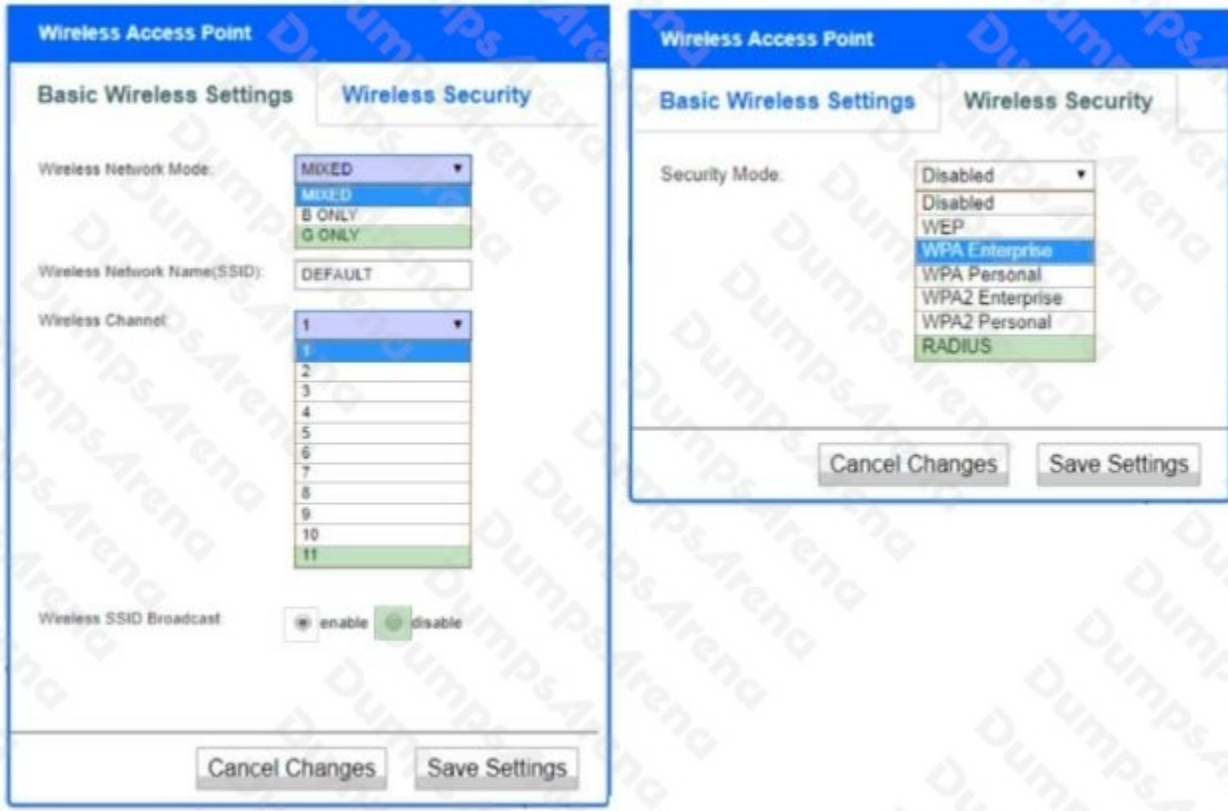 Wireless Access Point
Basic Wireless Settings
Wireless Security
Wireless Network Mode:
MIXED
MIXED
B ONLY
G ONLY
Wireless Network Name(SSID):
DEFAULT
Wireless Channel:
1
1
2
3
4
5
6
7
8
9
10
11
Wireless SSID Broadcast
enable
disable
Cancel Changes
Save Settings
Wireless Access Point
Basic Wireless Settings
Wireless Security
Security Mode:
Disabled
Disabled
WEP
WPA Enterprise
WPA Personal
WPA2 Enterprise
WPA2 Personal
RADIUS
Cancel Changes
Save Settings
DumpsArena